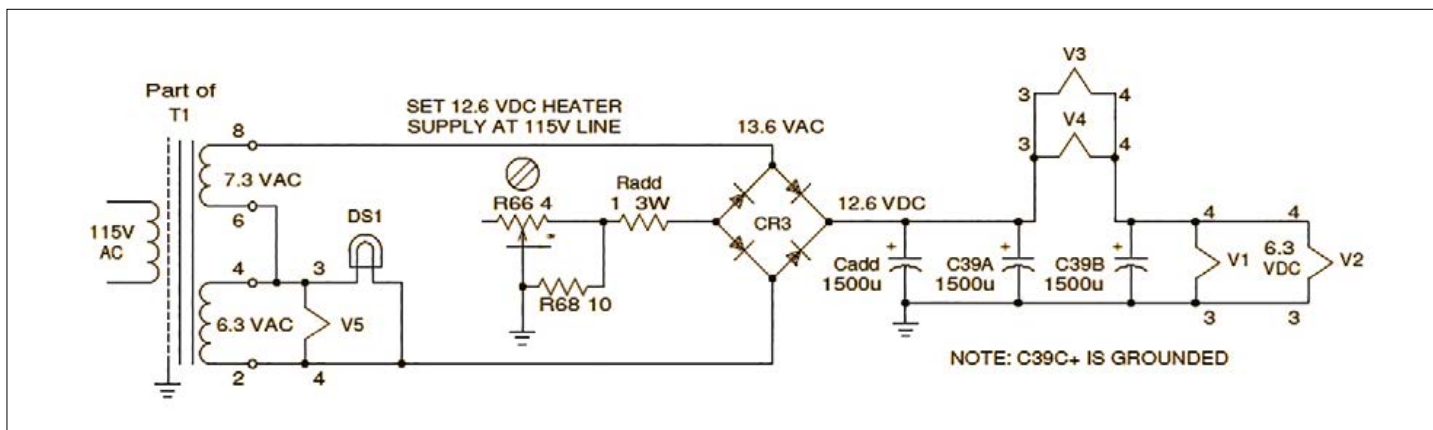 Part of
T1
115V
AC
8
7.3 VAC
6
4
6.3 VAC
2
3
V5
4
DS1
SET 12.6 VDC HEATER
SUPPLY AT 115V LINE
R66 4
*
R68 10
Radd
1 3W
13.6 VAC
CR3
12.6 VDC
+
Cadd
1500u
+
C39A
1500u
+
C39B
1500u
V3
3 4
V4
3 4
4
V1
3
4
6.3
VDC
V2
3
NOTE: C39C+ IS GROUNDED